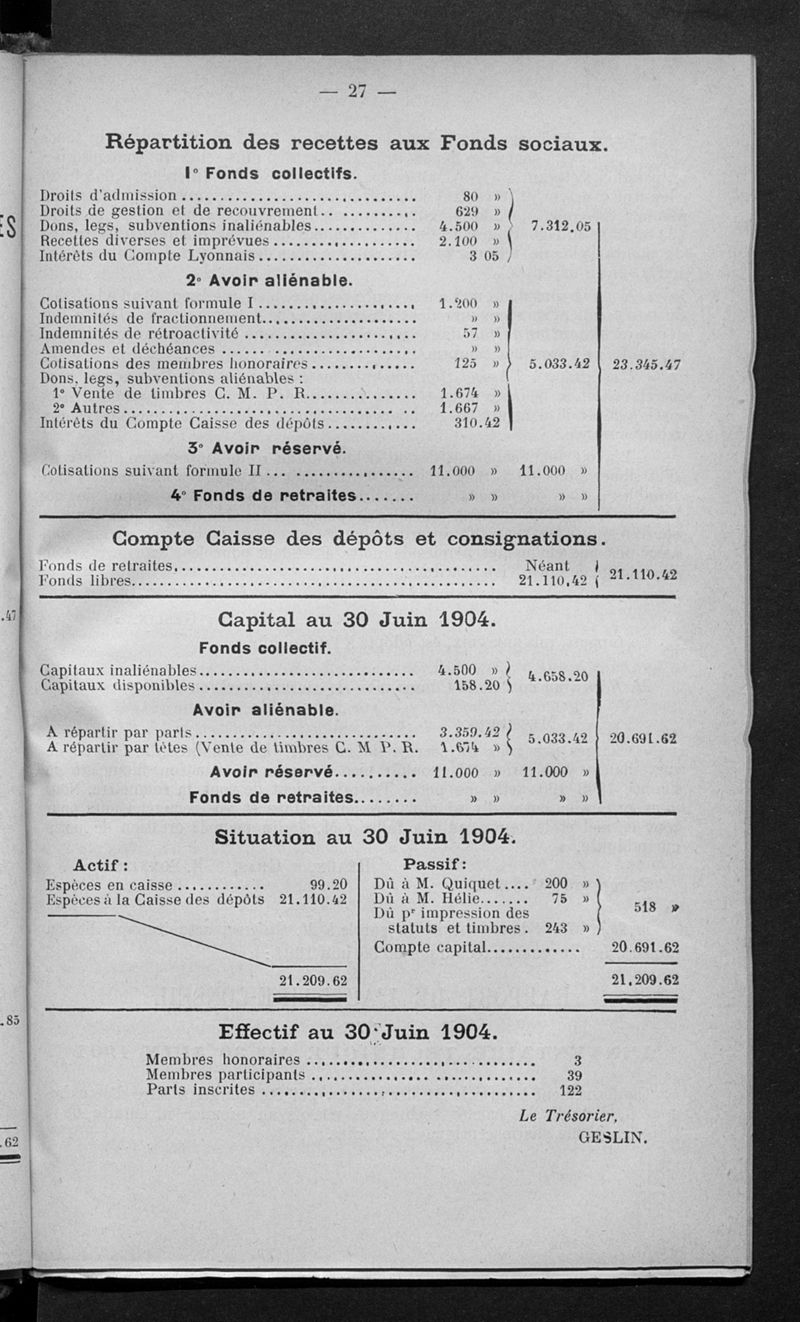 — 27 —
Répartition des recettes aux Fonds sociaux.
1° Fonds collectifs.
Droits d'admission ........ 80 »
Droits de gestion et de recouvrement ........ 629 »
Dons, legs, subventions inaliénables ........ 4.500 » 7.312.05
Recettes diverses et imprévues ........ 2.100 »
Intérêts du Compte Lyonnais ........ 3 05
2° Avoir aliénable.
Cotisations suivant formule I ........ 1.200 »
Indemnités de fractionnement ........ » »
Indemnités de rétroactivité ........ 57 »
Amendes et déchéances ........ » »
Cotisations des membres honoraires ........ 125 » 5.033.42 23.345.47
Dons, legs, subventions aliénables :
1° Vente de timbres C. M. P. R. ........ 1.674 »
2° Autres ........ 1.667 »
Intérêts du Compte Caisse des dépôts ........ 310.42
3° Avoir réservé.
Cotisations suivant formule II ........ 11.000 » 11.000 »
4° Fonds de retraites ........ » » » »
Compte Caisse des dépôts et consignations.
Fonds de retraites ........ Néant
Fonds libres ........ 21.110.42 21.110.42
Capital au 30 Juin 1904.
Fonds collectif.
Capitaux inaliénables ........ 4.500 » 4.658.20
Capitaux disponibles ........ 158.20
Avoir aliénable.
A répartir par parts ........ 3.359.42 5.033.42 20.691.62
A répartir par têtes (Vente de timbres C. M P. R. 1.674 »
Avoir réservé ........ 11.000 » 11.000 »
Fonds de retraites ........ » » » »
Situation au 30 Juin 1904.
Actif :
Espèces en caisse ........ 99.20
Espèces à la Caisse des dépôts 21.110.42
21.209.62
Passif :
Dû à M. Quiquet .... 200 »
Dû à M. Hélie ....... 75 » 518 »
Dû pr impression des
statuts et timbres . 243 »
Compte capital ........ 20.691.62
21.209.62
Effectif au 30 Juin 1904.
Membres honoraires ........ 3
Membres participants ........ 39
Parts inscrites ........ 122
Le Trésorier,
GESLIN.
ES
.47
.85
.62